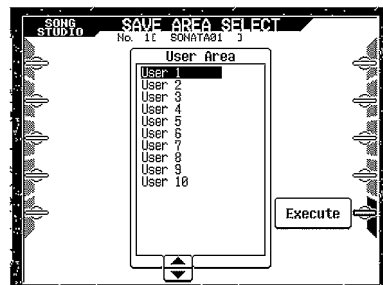 SONG
STUDIO
SAVE AREA SELECT
No. 1[ SONATA01 ]
User Area
User 1
User 2
User 3
User 4
User 5
User 6
User 7
User 8
User 9
User 10
Execute